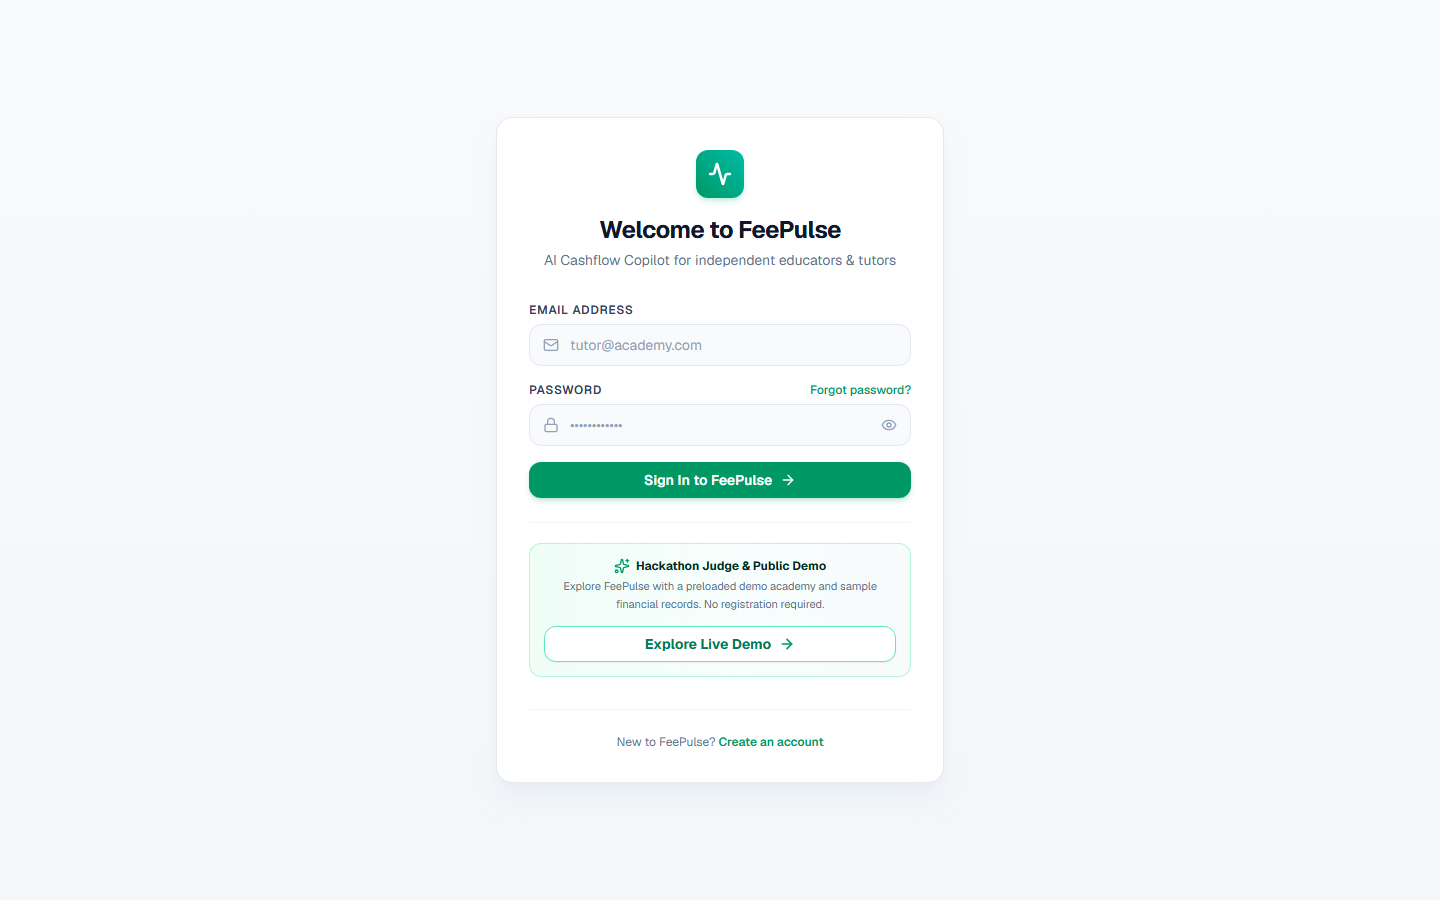 Welcome to FeePulse
AI Cashflow Copilot for independent educators & tutors
EMAIL ADDRESS
tutor@academy.com
PASSWORD
Forgot password?
••••••••••••
Sign In to FeePulse →
Hackathon Judge & Public Demo
Explore FeePulse with a preloaded demo academy and sample
financial records. No registration required.
Explore Live Demo →
New to FeePulse? Create an account